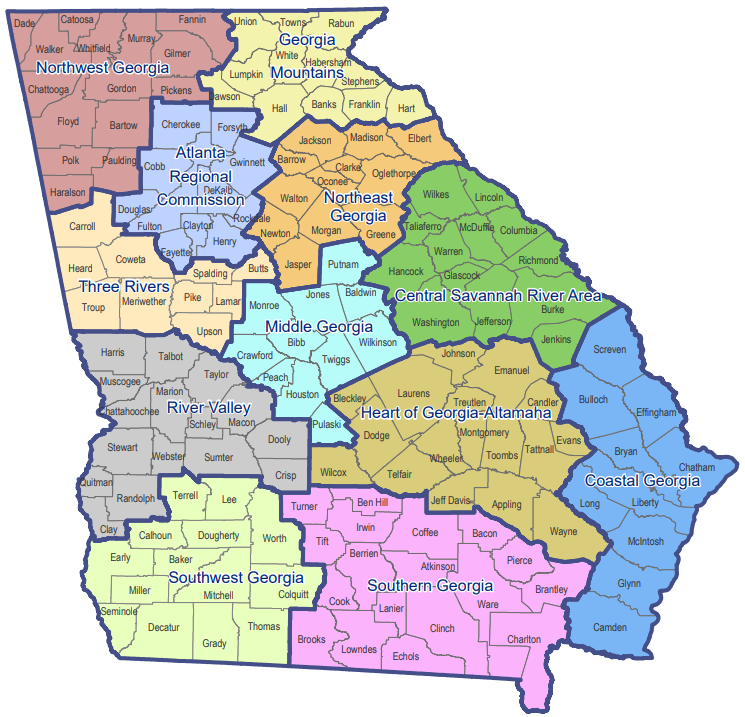 Dade
Catoosa
Fannin
Walker
Whitfield
Murray
Gilmer
Northwest Georgia
Chattooga
Gordon
Pickens
Floyd
Bartow
Polk
Paulding
Haralson
Union
Towns
Rabun
Georgia
Mountains
White
Habersham
Lumpkin
Stephens
Dawson
Hall
Banks
Franklin
Hart
Cherokee
Forsyth
Atlanta
Regional
Commission
Cobb
Gwinnett
DeKalb
Douglas
Fulton
Clayton
Rockdale
Fayette
Henry
Jackson
Madison
Elbert
Barrow
Clarke
Oconee
Oglethorpe
Walton
Northeast
Georgia
Newton
Morgan
Greene
Jasper
Carroll
Heard
Coweta
Spalding
Butts
Three Rivers
Troup
Meriwether
Pike
Lamar
Upson
Wilkes
Lincoln
Taliaferro
McDuffie
Columbia
Warren
Richmond
Hancock
Glascock
Central Savannah River Area
Burke
Washington
Jefferson
Jenkins
Putnam
Monroe
Jones
Baldwin
Middle Georgia
Bibb
Wilkinson
Crawford
Twiggs
Peach
Houston
Pulaski
Harris
Talbot
Taylor
Muscogee
Marion
hattahoochee
River Valley
Schley
Macon
Dooly
Stewart
Webster
Sumter
Crisp
Quitman
Randolph
Clay
Johnson
Emanuel
Laurens
Bleckley
Treutlen
Candler
Heart of Georgia-Altamaha
Dodge
Montgomery
Evans
Wheeler
Toombs
Tattnall
Wilcox
Telfair
Jeff Davis
Appling
Wayne
Screven
Bulloch
Effingham
Bryan
Chatham
Coastal Georgia
Long
Liberty
McIntosh
Glynn
Camden
Terrell
Lee
Calhoun
Dougherty
Worth
Early
Baker
Southwest Georgia
Miller
Mitchell
Colquitt
Seminole
Decatur
Grady
Thomas
Turner
Ben Hill
Irwin
Coffee
Bacon
Tift
Berrien
Pierce
Atkinson
Southern Georgia
Brantley
Cook
Lanier
Ware
Clinch
Brooks
Lowndes
Echols
Charlton